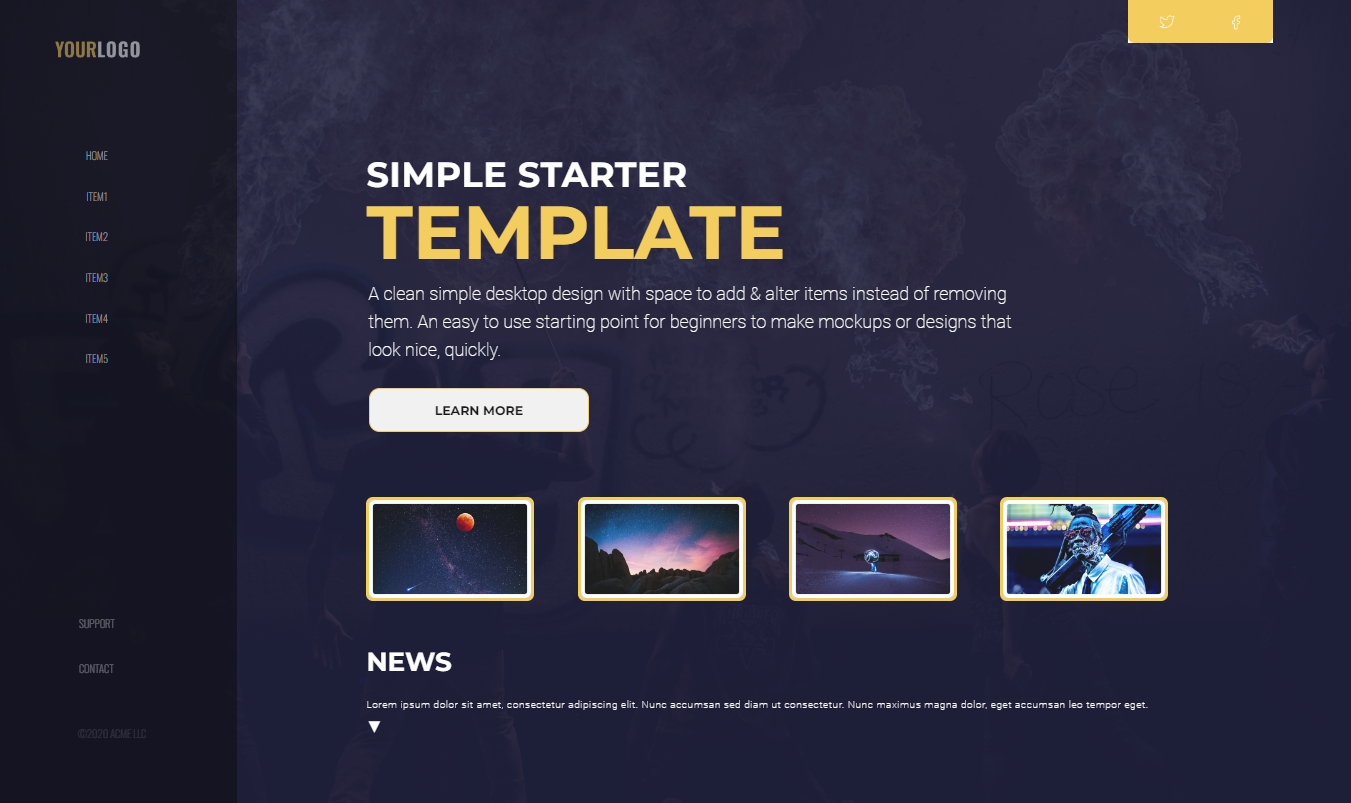 YOURLOGO
HOME
ITEM1
ITEM2
ITEM3
ITEM4
ITEM5
SUPPORT
CONTACT
©2020 ACME LLC
SIMPLE STARTER
TEMPLATE
A clean simple desktop design with space to add & alter items instead of removing
them. An easy to use starting point for beginners to make mockups or designs that
look nice, quickly.
LEARN MORE
NEWS
Lorem ipsum dolor sit amet, consectetur adipiscing elit. Nunc accumsan sed diam ut consectetur. Nunc maximus magna dolor, eget accumsan leo tempor eget.